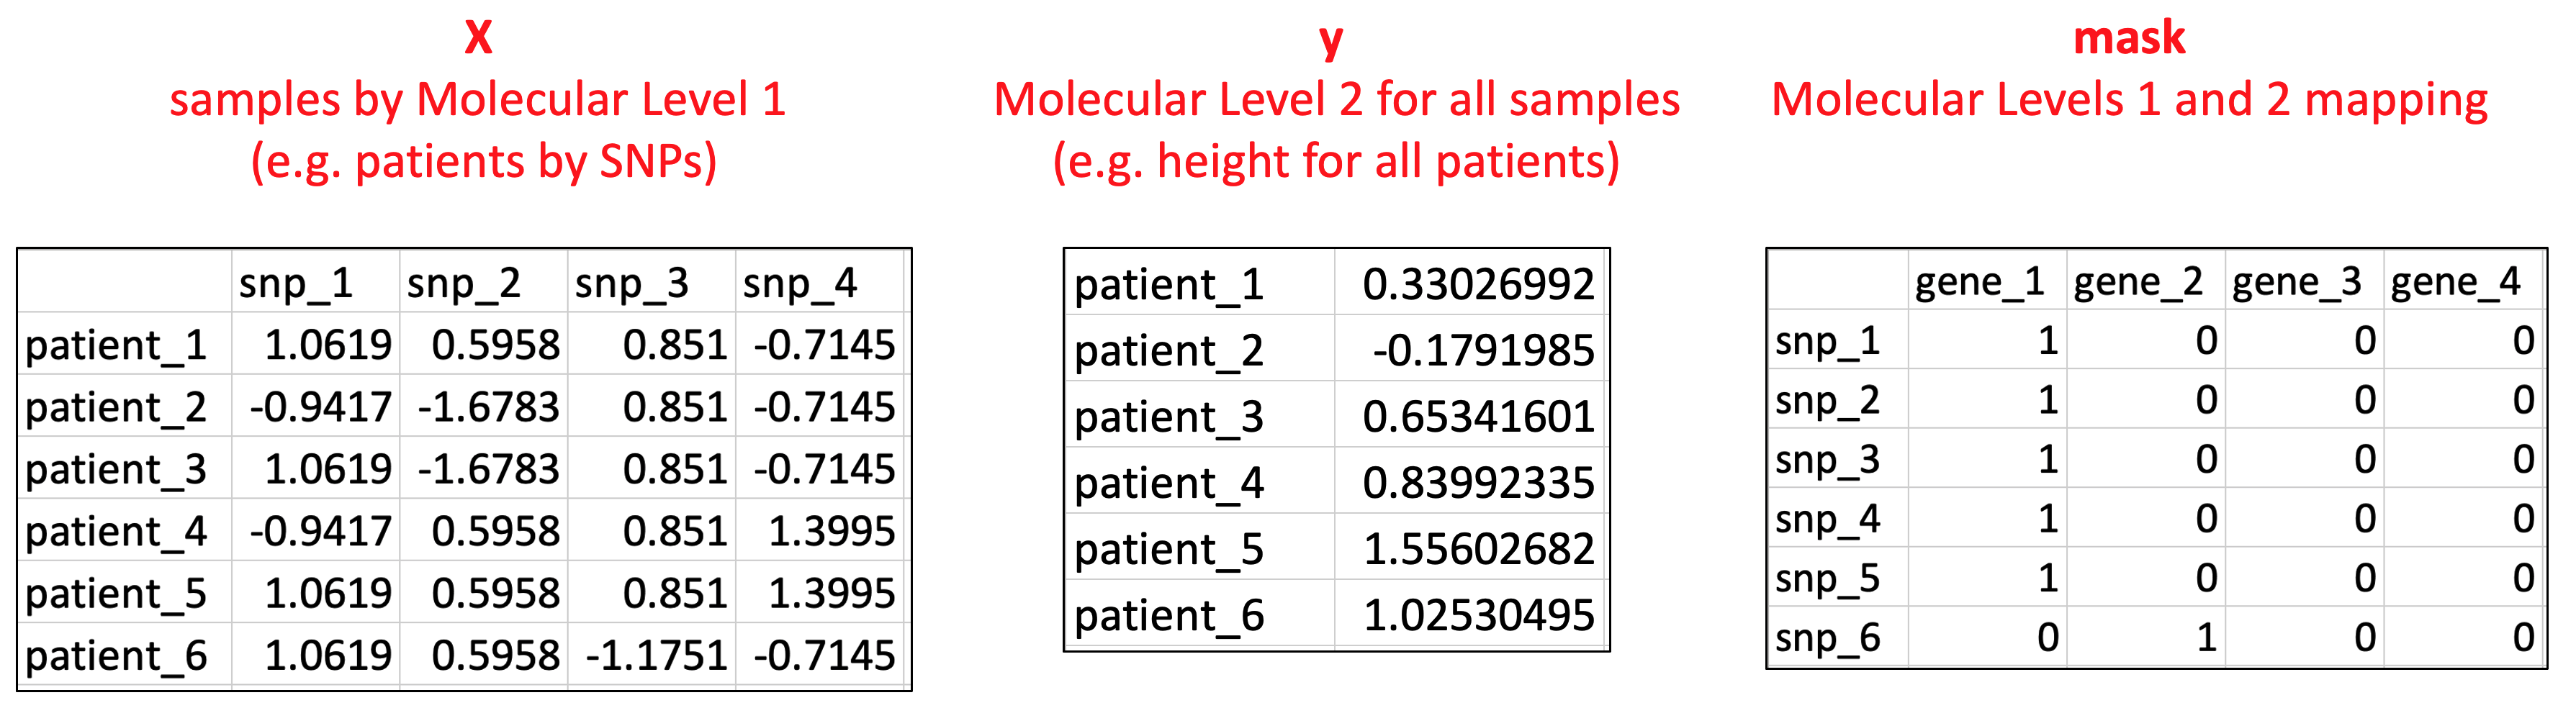 X
samples by Molecular Level 1
(e.g. patients by SNPs)
snp_1 snp_2 snp_3 snp_4
patient_1 1.0619 0.5958 0.851 -0.7145
patient_2 -0.9417 -1.6783 0.851 -0.7145
patient_3 1.0619 -1.6783 0.851 -0.7145
patient_4 -0.9417 0.5958 0.851 1.3995
patient_5 1.0619 0.5958 0.851 1.3995
patient_6 1.0619 0.5958 -1.1751 -0.7145
y
Molecular Level 2 for all samples
(e.g. height for all patients)
patient_1 0.33026992
patient_2 -0.1791985
patient_3 0.65341601
patient_4 0.83992335
patient_5 1.55602682
patient_6 1.02530495
mask
Molecular Levels 1 and 2 mapping
gene_1 gene_2 gene_3 gene_4
snp_1 1 0 0 0
snp_2 1 0 0 0
snp_3 1 0 0 0
snp_4 1 0 0 0
snp_5 1 0 0 0
snp_6 0 1 0 0